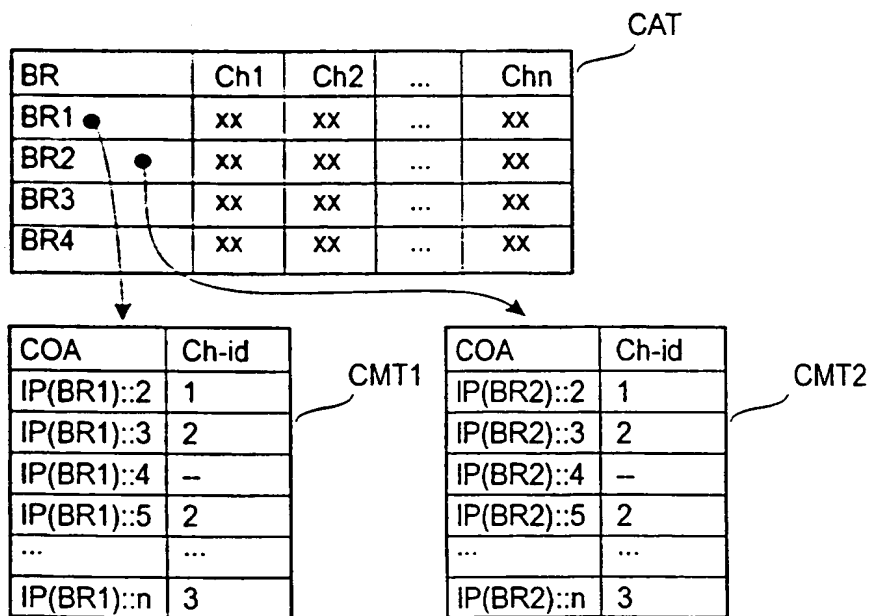 CAT
BR Ch1 Ch2 ... Chn
BR1 xx xx ... xx
BR2 xx xx ... xx
BR3 xx xx ... xx
BR4 xx xx ... xx
COA Ch-id
IP(BR1)::2 1
IP(BR1)::3 2
IP(BR1)::4 --
IP(BR1)::5 2
... ...
IP(BR1)::n 3
CMT1
COA Ch-id
IP(BR2)::2 1
IP(BR2)::3 2
IP(BR2)::4 --
IP(BR2)::5 2
... ...
IP(BR2)::n 3
CMT2